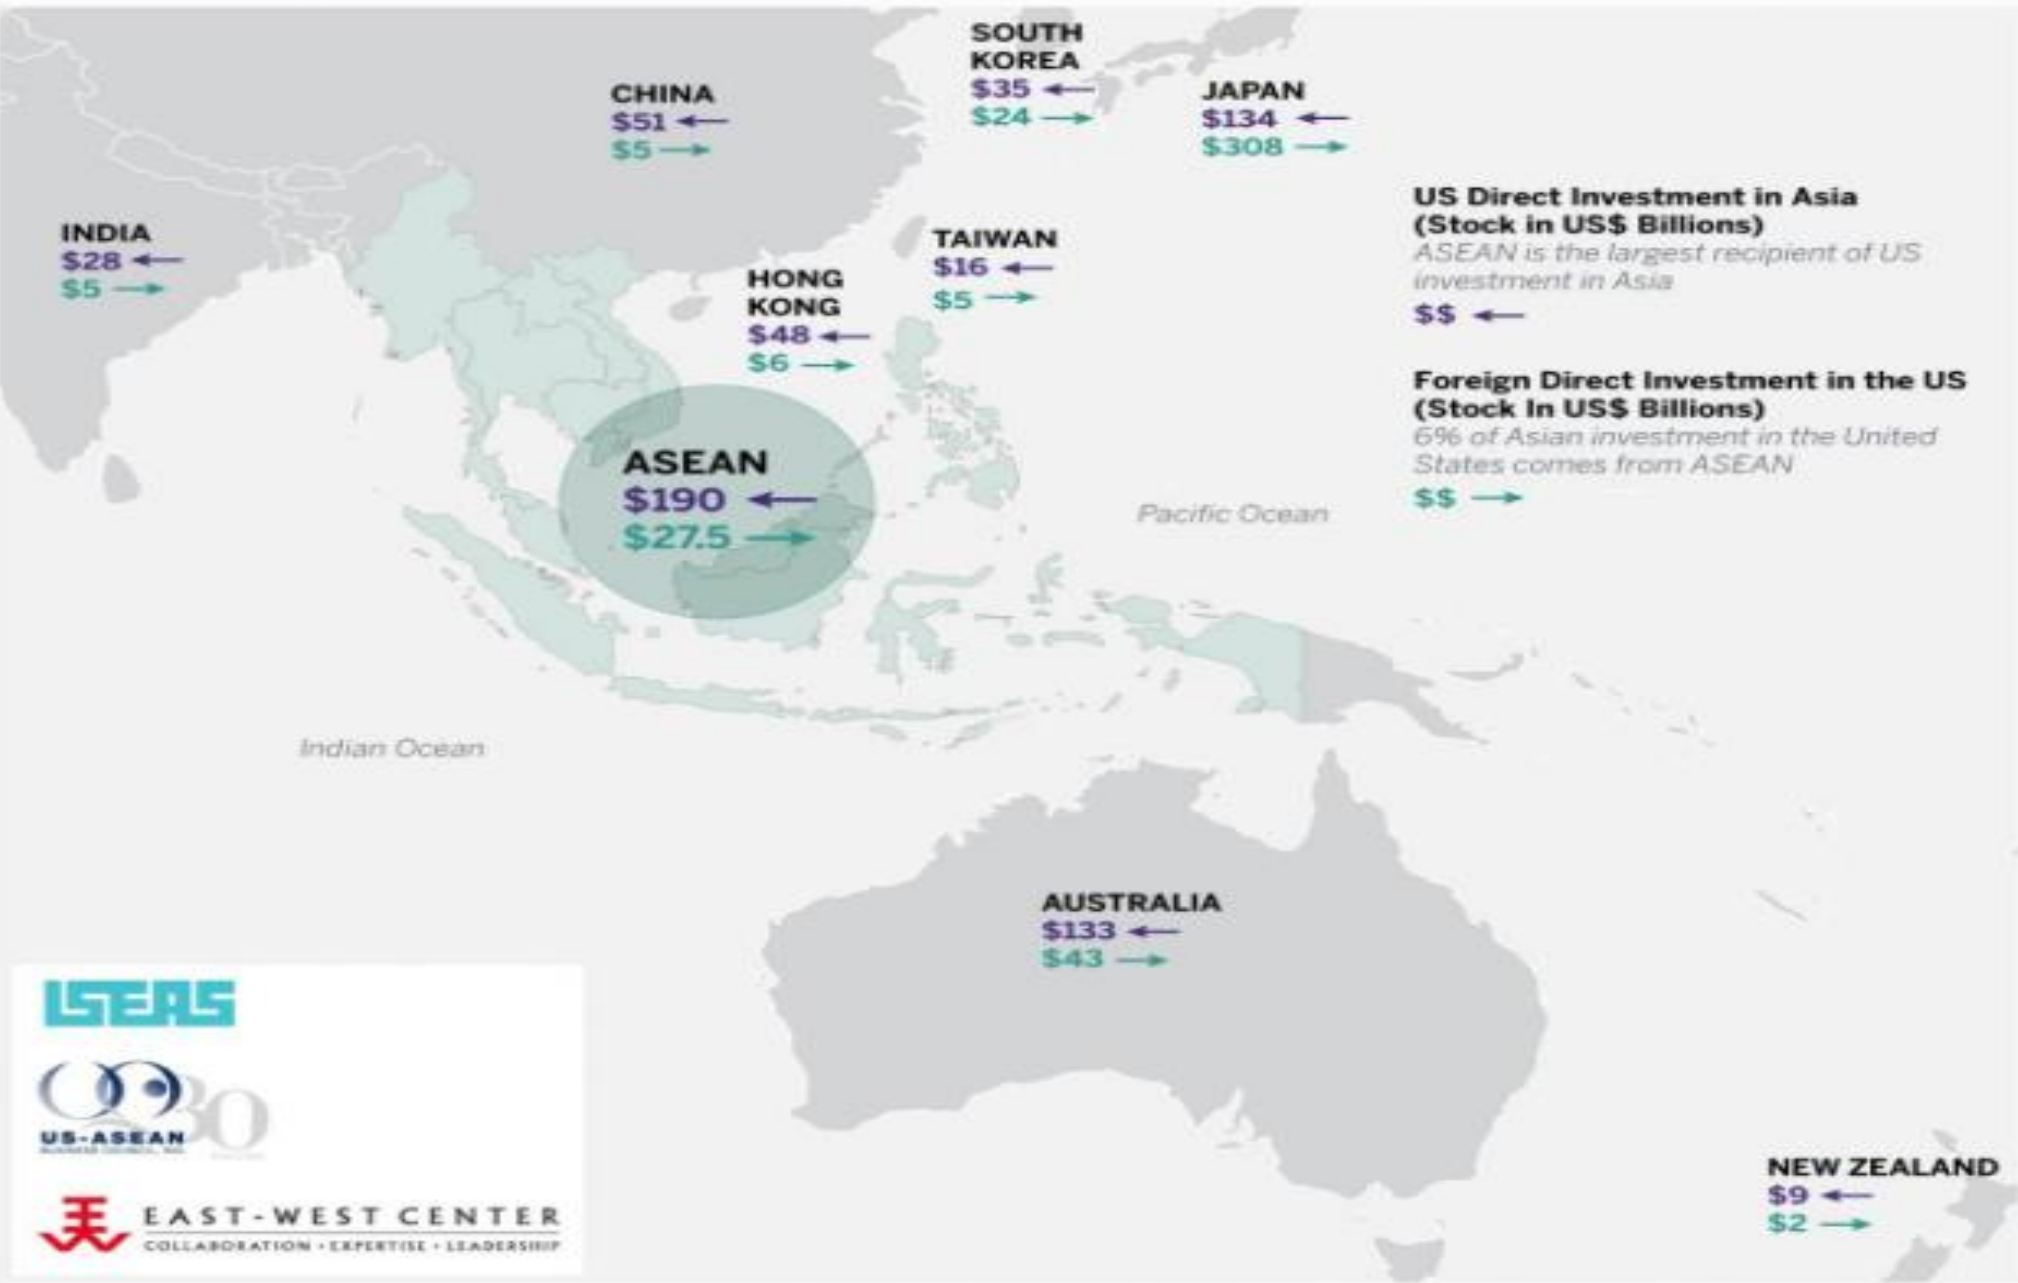 SOUTH
KOREA
$35
$24
CHINA
$51
$5
JAPAN
$134
$308
US Direct Investment in Asia
(Stock in US$ Billions)
ASEAN is the largest recipient of US
investment in Asia
$$
INDIA
$28
$5
TAIWAN
$16
$5
HONG
KONG
$48
$6
Foreign Direct Investment in the US
(Stock In US$ Billions)
6% of Asian investment in the United
States comes from ASEAN
$$
ASEAN
$190
$27.5
Pacific Ocean
Indian Ocean
AUSTRALIA
$133
$43
ISEAS
30
US-ASEAN
BUSINESS COUNCIL, INC.
EAST-WEST CENTER
COLLABORATION • EXPERTISE • LEADERSHIP
NEW ZEALAND
$9
$2